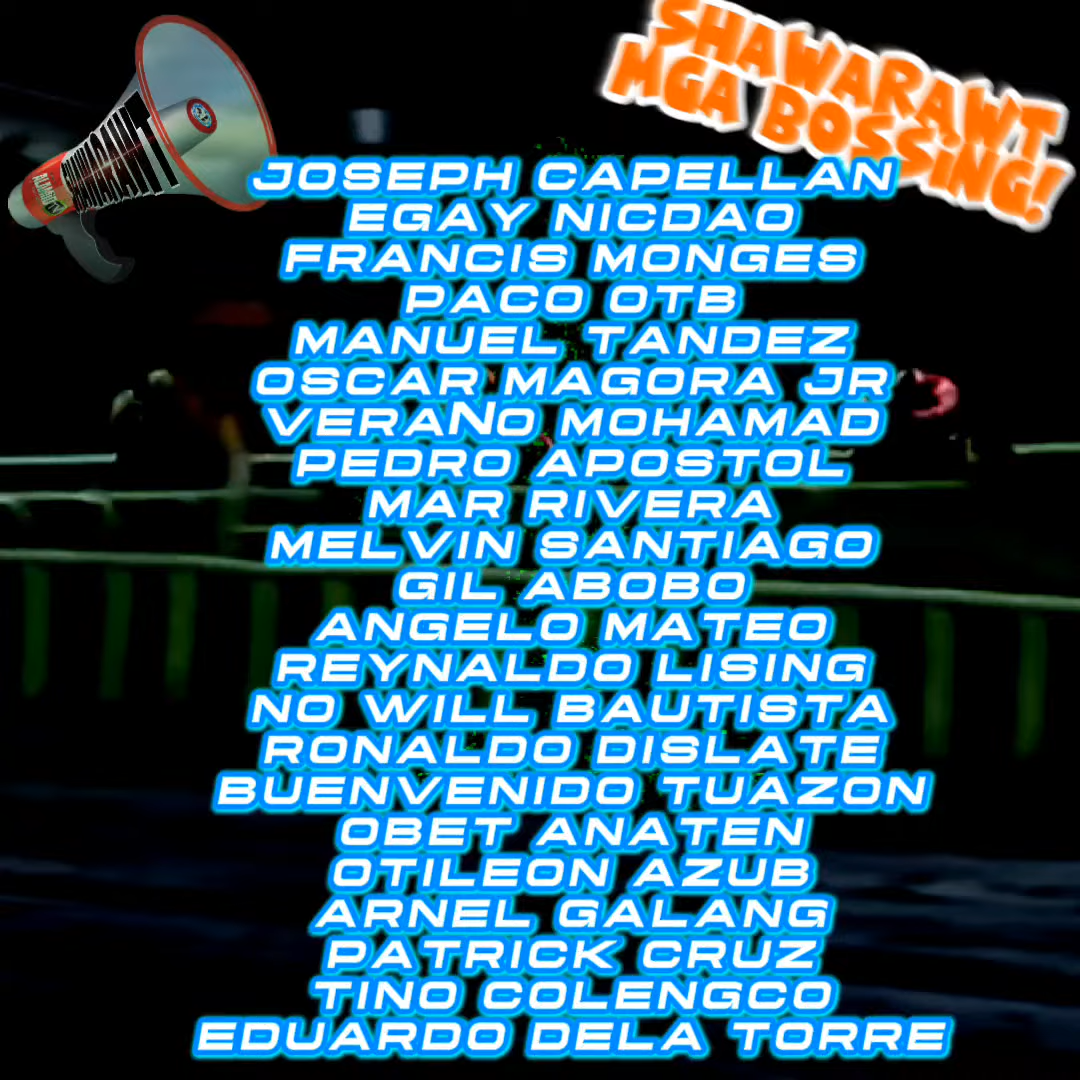 SHAWARAWT
MGA BOSSING!
SHAWARAWT
JOSEPH CAPELLAN
EGAY NICDAO
FRANCIS MONGES
PACO OTB
MANUEL TANDEZ
OSCAR MAGORA JR
VERAÑO MOHAMAD
PEDRO APOSTOL
MAR RIVERA
MELVIN SANTIAGO
GIL ABOBO
ANGELO MATEO
REYNALDO LISING
NO WILL BAUTISTA
RONALDO DISLATE
BUENVENIDO TUAZON
OBET ANATEN
OTILEON AZUB
ARNEL GALANG
PATRICK CRUZ
TINO COLENGCO
EDUARDO DELA TORRE